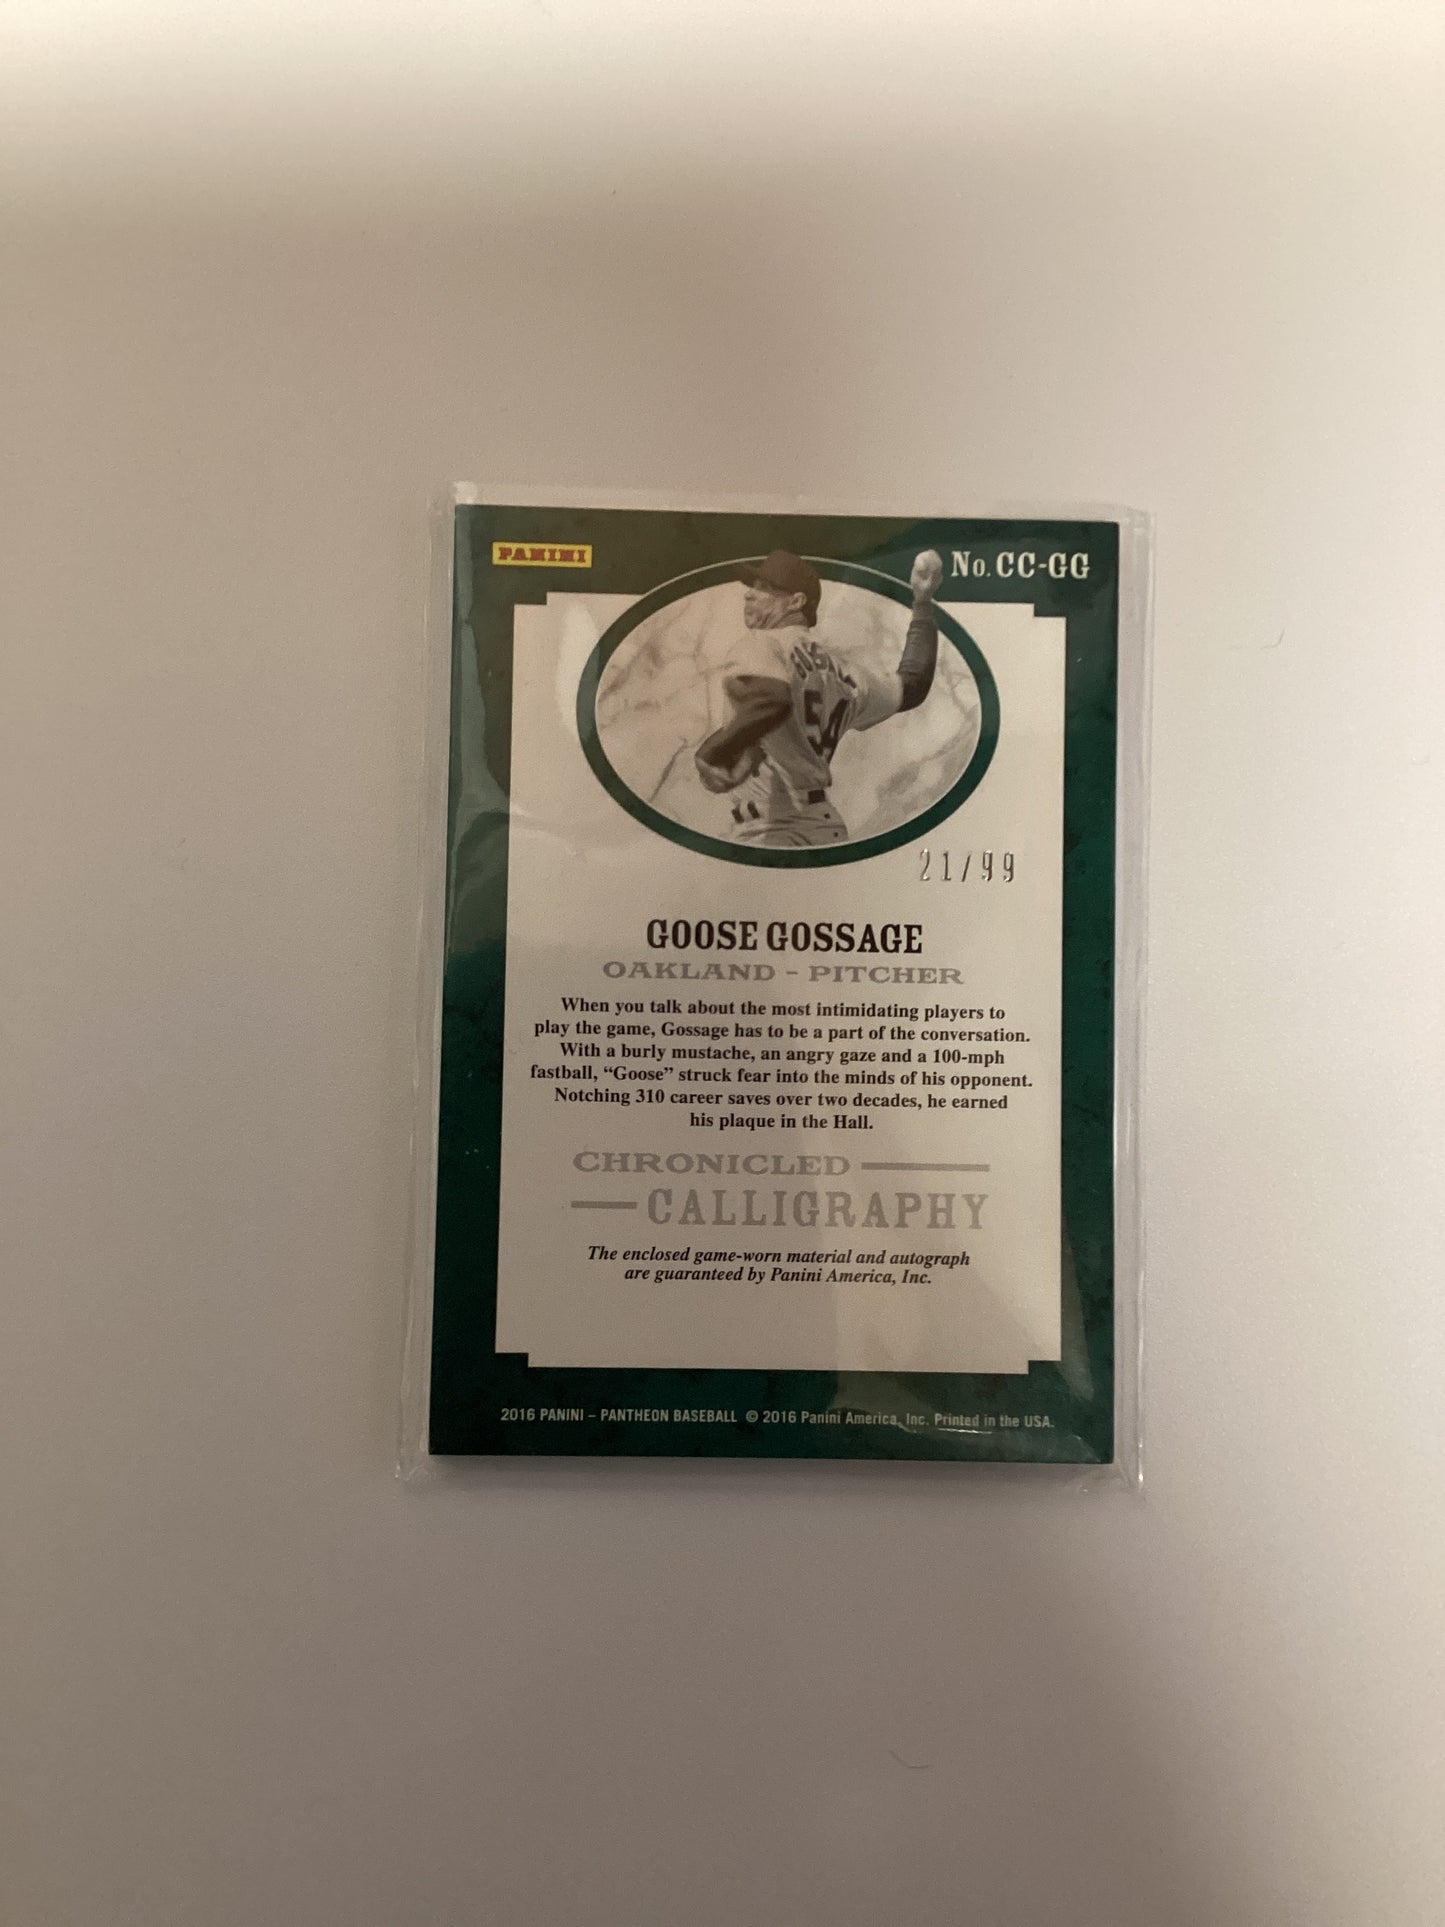 PANINI
No. CC-GG
GOSSAGE
54
21/99
GOOSE GOSSAGE
OAKLAND - PITCHER
When you talk about the most intimidating players to
play the game, Gossage has to be a part of the conversation.
With a burly mustache, an angry gaze and a 100-mph
fastball, “Goose” struck fear into the minds of his opponent.
Notching 310 career saves over two decades, he earned
his plaque in the Hall.
CHRONICLED
CALLIGRAPHY
The enclosed game-worn material and autograph
are guaranteed by Panini America, Inc.
2016 PANINI – PANTHEON BASEBALL © 2016 Panini America, Inc. Printed in the USA.